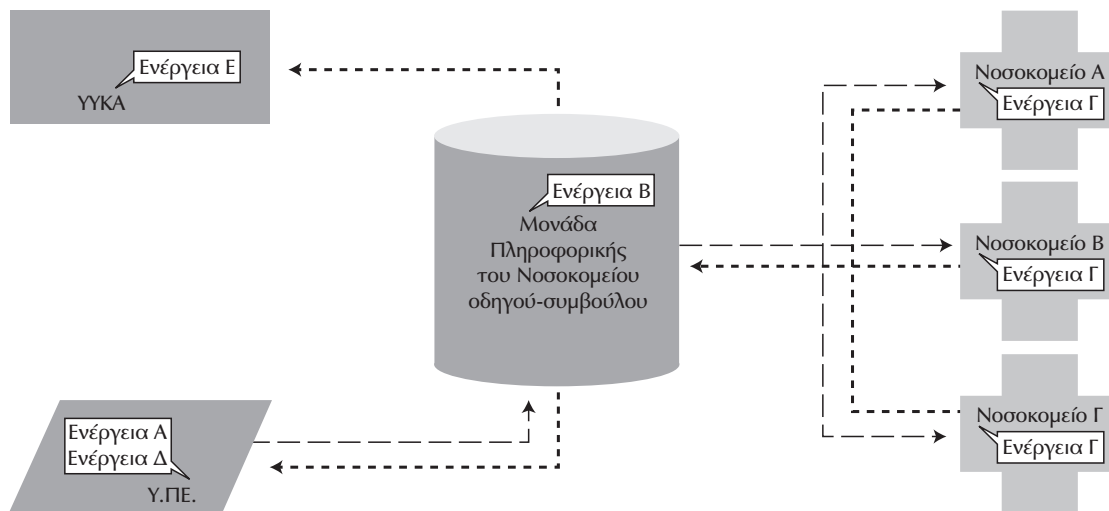 Ενέργεια Ε
ΥΥΚΑ
Ενέργεια Β
Μονάδα
Πληροφορικής
του Νοσοκομείου
οδηγού-συμβούλου
Ενέργεια Α
Ενέργεια Δ
Υ.ΠΕ.
Νοσοκομείο Α
Ενέργεια Γ
Νοσοκομείο Β
Ενέργεια Γ
Νοσοκομείο Γ
Ενέργεια Γ